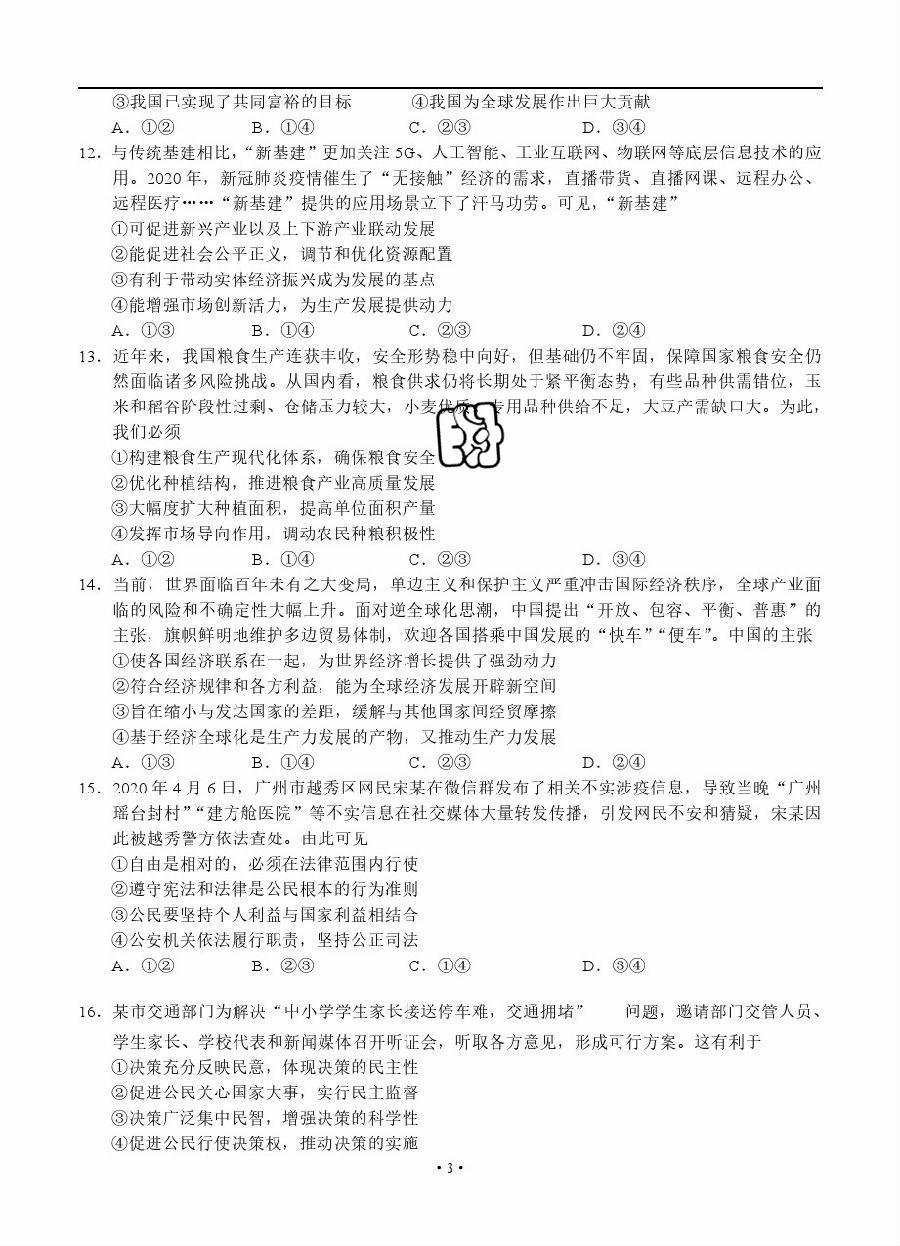 ③我国已实现了共同富裕的目标 ④我国为全球发展作出巨大贡献
A．①② B．①④ C．②③ D．③④
12．与传统基建相比，“新基建”更加关注 5G、人工智能、工业互联网、物联网等底层信息技术的应
用。2020 年，新冠肺炎疫情催生了“无接触”经济的需求，直播带货、直播网课、远程办公、
远程医疗……“新基建”提供的应用场景立下了汗马功劳。可见，“新基建”
①可促进新兴产业以及上下游产业联动发展
②能促进社会公平正义，调节和优化资源配置
③有利于带动实体经济振兴成为发展的基点
④能增强市场创新活力，为生产发展提供动力
A．①③ B．①④ C．②③ D．②④
13．近年来，我国粮食生产连获丰收，安全形势稳中向好，但基础仍不牢固，保障国家粮食安全仍
然面临诸多风险挑战。从国内看，粮食供求仍将长期处于紧平衡态势，有些品种供需错位，玉
米和稻谷阶段性过剩、仓储压力较大，小麦优质 专用品种供给不足，大豆产需缺口大。为此，
我们必须
①构建粮食生产现代化体系，确保粮食安全
②优化种植结构，推进粮食产业高质量发展
③大幅度扩大种植面积，提高单位面积产量
④发挥市场导向作用，调动农民种粮积极性
A．①② B．①④ C．②③ D．③④
14．当前，世界面临百年未有之大变局，单边主义和保护主义严重冲击国际经济秩序，全球产业面
临的风险和不确定性大幅上升。面对逆全球化思潮，中国提出“开放、包容、平衡、普惠”的
主张，旗帜鲜明地维护多边贸易体制，欢迎各国搭乘中国发展的“快车”“便车”。中国的主张
①使各国经济联系在一起，为世界经济增长提供了强劲动力
②符合经济规律和各方利益，能为全球经济发展开辟新空间
③旨在缩小与发达国家的差距，缓解与其他国家间经贸摩擦
④基于经济全球化是生产力发展的产物，又推动生产力发展
A．①③ B．①④ C．②③ D．②④
15．2020 年 4 月 6 日，广州市越秀区网民宋某在微信群发布了相关不实涉疫信息，导致当晚“广州
瑶台封村”“建方舱医院”等不实信息在社交媒体大量转发传播，引发网民不安和猜疑，宋某因
此被越秀警方依法查处。由此可见
①自由是相对的，必须在法律范围内行使
②遵守宪法和法律是公民根本的行为准则
③公民要坚持个人利益与国家利益相结合
④公安机关依法履行职责，坚持公正司法
A．①② B．②③ C．①④ D．③④
16．某市交通部门为解决“中小学学生家长接送停车难，交通拥堵” 问题，邀请部门交管人员、
学生家长、学校代表和新闻媒体召开听证会，听取各方意见，形成可行方案。这有利于
①决策充分反映民意，体现决策的民主性
②促进公民关心国家大事，实行民主监督
③决策广泛集中民智，增强决策的科学性
④促进公民行使决策权，推动决策的实施
·3·